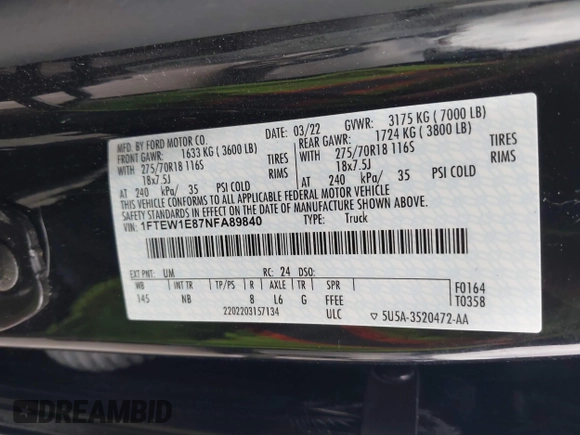 MFD. BY FORD MOTOR CO.
DATE: 03/22 GVWR: 3175 KG ( 7000 LB)
FRONT GAWR: 1633 KG ( 3600 LB) REAR GAWR: 1724 KG ( 3800 LB)
WITH TIRES WITH TIRES
275/70R18 116S 275/70R18 116S
18x7.5J 18x7.5J
AT 240 kPa/ 35 PSI COLD AT 240 kPa/ 35 PSI COLD
THIS VEHICLE CONFORMS TO ALL APPLICABLE FEDERAL MOTOR VEHICLE
SAFETY STANDARDS IN EFFECT ON THE DATE OF MANUFACTURE SHOWN ABOVE.
VIN: 1FTEW1E87NFA89840 TYPE: Truck
EXT PNT: UM RC: 24 DSO:
WB INT TR TP/PS R AXLE TR SPR
145 NB 8 L6 G FFEE
F0164
T0358
2202203157134 ULC 5U5A-3520472-AA
DREAMBID